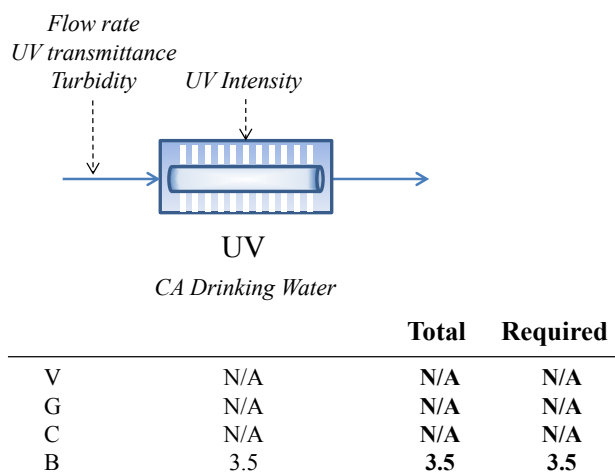 Flow rate
UV transmittance
Turbidity UV Intensity
UV
CA Drinking Water
Total Required
V N/A N/A N/A
G N/A N/A N/A
C N/A N/A N/A
B 3.5 3.5 3.5